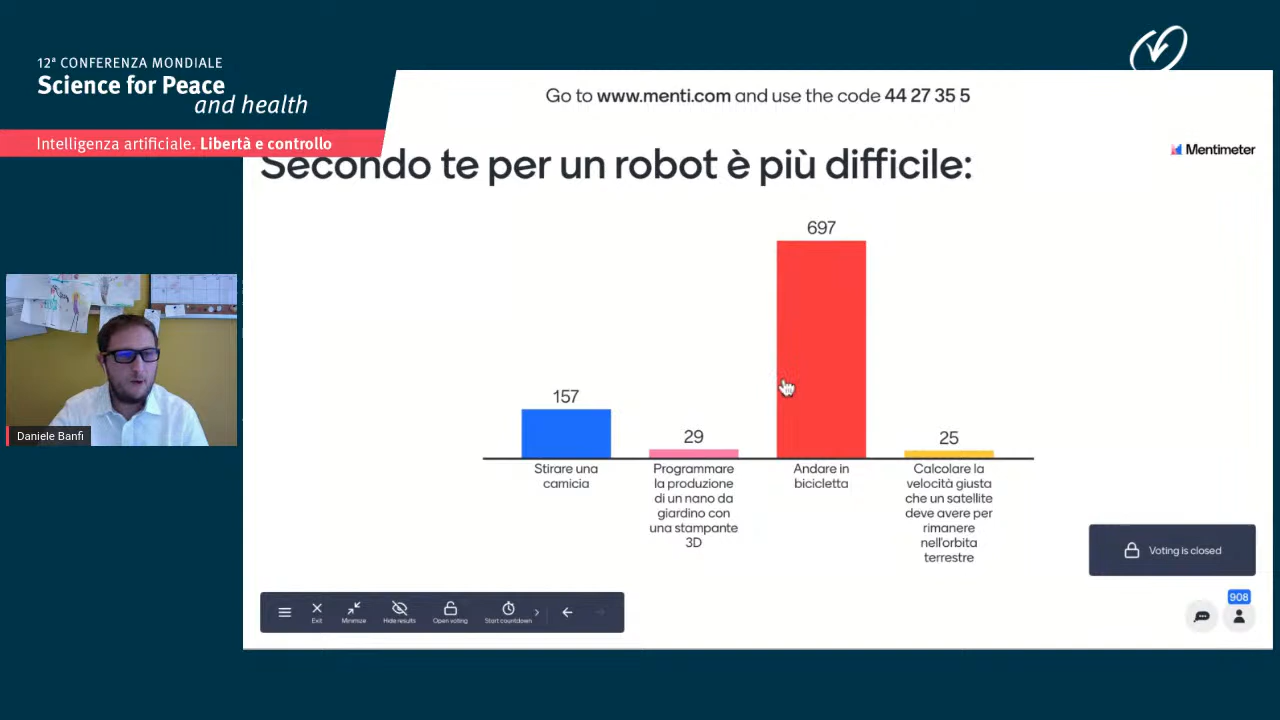 12ª CONFERENZA MONDIALE
Science for Peace
and health
Intelligenza artificiale. Libertà e controllo
Go to www.menti.com and use the code 44 27 35 5
Mentimeter
Secondo te per un robot è più difficile:
157
29
697
25
Stirare una
camicia
Programmare
la produzione
di un nano da
giardino con
una stampante
3D
Andare in
bicicletta
Calcolare la
velocità giusta
che un satellite
deve avere per
rimanere
nell'orbita
terrestre
Daniele Banfi
Voting is closed
Exit
Minimize
Hide results
Open voting
Start countdown
908